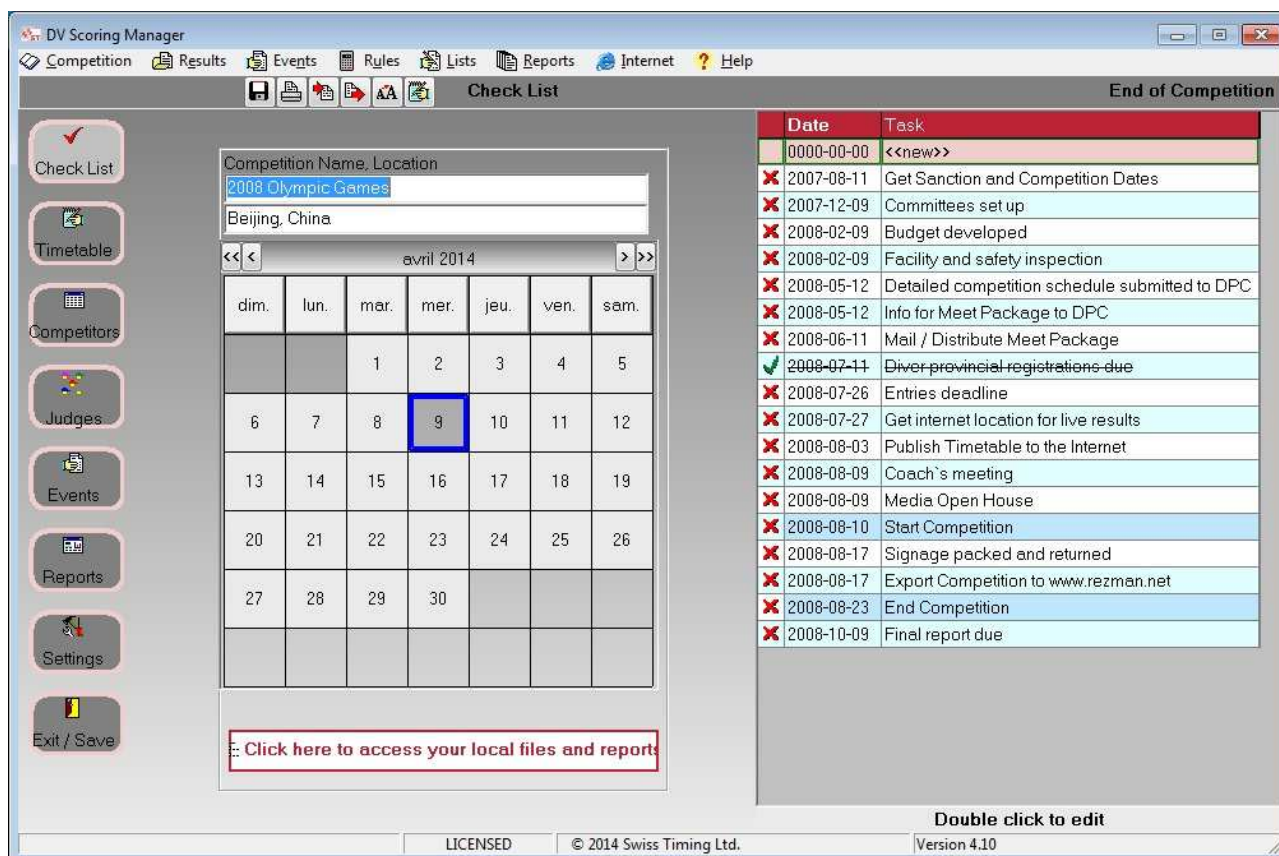 DV Scoring Manager
Competition Results Events Rules Lists Reports Internet ? Help
Check List End of Competition
Check List
Timetable
Competitors
Judges
Events
Reports
Settings
Exit / Save
Competition Name, Location
2008 Olympic Games
Beijing, China
<< < avril 2014 > >>
dim. lun. mar. mer. jeu. ven. sam.
1 2 3 4 5
6 7 8 9 10 11 12
13 14 15 16 17 18 19
20 21 22 23 24 25 26
27 28 29 30
Click here to access your local files and reports
Date Task
0000-00-00 <<new>>
2007-08-11 Get Sanction and Competition Dates
2007-12-09 Committees set up
2008-02-09 Budget developed
2008-02-09 Facility and safety inspection
2008-05-12 Detailed competition schedule submitted to DPC
2008-05-12 Info for Meet Package to DPC
2008-06-11 Mail / Distribute Meet Package
2008-07-11 Diver provincial registrations due
2008-07-26 Entries deadline
2008-07-27 Get internet location for live results
2008-08-03 Publish Timetable to the Internet
2008-08-09 Coach`s meeting
2008-08-09 Media Open House
2008-08-10 Start Competition
2008-08-17 Signage packed and returned
2008-08-17 Export Competition to www.rezman.net
2008-08-23 End Competition
2008-10-09 Final report due
Double click to edit
LICENSED © 2014 Swiss Timing Ltd. Version 4.10